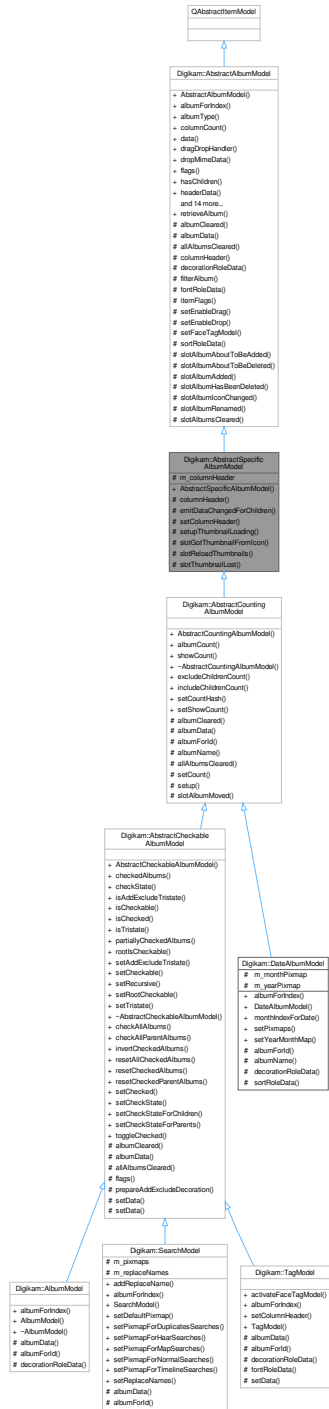 QAbstractItemModel
Digikam::AbstractAlbumModel
+ AbstractAlbumModel()
+ albumForIndex()
+ albumType()
+ columnCount()
+ data()
+ dragDropHandler()
+ dropMimeData()
+ flags()
+ hasChildren()
+ headerData()
and 14 more...
+ retrieveAlbum()
# albumCleared()
# albumData()
# allAlbumsCleared()
# columnHeader()
# decorationRoleData()
# filterAlbum()
# fontRoleData()
# itemFlags()
# setEnableDrag()
# setEnableDrop()
# setFaceTagModel()
# sortRoleData()
# slotAlbumAboutToBeAdded()
# slotAlbumAboutToBeDeleted()
# slotAlbumAdded()
# slotAlbumHasBeenDeleted()
# slotAlbumIconChanged()
# slotAlbumRenamed()
# slotAlbumsCleared()
Digikam::AbstractSpecific
AlbumModel
# m_columnHeader
+ AbstractSpecificAlbumModel()
# columnHeader()
# emitDataChangedForChildren()
# setColumnHeader()
# setupThumbnailLoading()
# slotGotThumbnailFromIcon()
# slotReloadThumbnails()
# slotThumbnailLost()
Digikam::AbstractCounting
AlbumModel
+ AbstractCountingAlbumModel()
+ albumCount()
+ showCount()
+ ~AbstractCountingAlbumModel()
+ excludeChildrenCount()
+ includeChildrenCount()
+ setCountHash()
+ setShowCount()
# albumCleared()
# albumData()
# albumForId()
# albumName()
# allAlbumsCleared()
# setCount()
# setup()
# slotAlbumMoved()
Digikam::AbstractCheckable
AlbumModel
+ AbstractCheckableAlbumModel()
+ checkedAlbums()
+ checkState()
+ isAddExcludeTristate()
+ isCheckable()
+ isChecked()
+ isTristate()
+ partiallyCheckedAlbums()
+ rootIsCheckable()
+ setAddExcludeTristate()
+ setCheckable()
+ setRecursive()
+ setRootCheckable()
+ setTristate()
+ ~AbstractCheckableAlbumModel()
+ checkAllAlbums()
+ checkAllParentAlbums()
+ invertCheckedAlbums()
+ resetAllCheckedAlbums()
+ resetCheckedAlbums()
+ resetCheckedParentAlbums()
+ setChecked()
+ setCheckState()
+ setCheckStateForChildren()
+ setCheckStateForParents()
+ toggleChecked()
# albumCleared()
# albumData()
# allAlbumsCleared()
# flags()
# prepareAddExcludeDecoration()
# setData()
# setData()
Digikam::DateAlbumModel
# m_monthPixmap
# m_yearPixmap
+ albumForIndex()
+ DateAlbumModel()
+ monthIndexForDate()
+ setPixmaps()
+ setYearMonthMap()
# albumForId()
# albumName()
# decorationRoleData()
# sortRoleData()
Digikam::AlbumModel
+ albumForIndex()
+ AlbumModel()
+ ~AlbumModel()
# albumData()
# albumForId()
# decorationRoleData()
Digikam::SearchModel
# m_pixmaps
# m_replaceNames
+ addReplaceName()
+ albumForIndex()
+ SearchModel()
+ setDefaultPixmap()
+ setPixmapForDuplicatesSearches()
+ setPixmapForHaarSearches()
+ setPixmapForMapSearches()
+ setPixmapForNormalSearches()
+ setPixmapForTimelineSearches()
+ setReplaceNames()
# albumData()
# albumForId()
Digikam::TagModel
+ activateFaceTagModel()
+ albumForIndex()
+ setColumnHeader()
+ TagModel()
# albumData()
# albumForId()
# decorationRoleData()
# fontRoleData()
# setData()